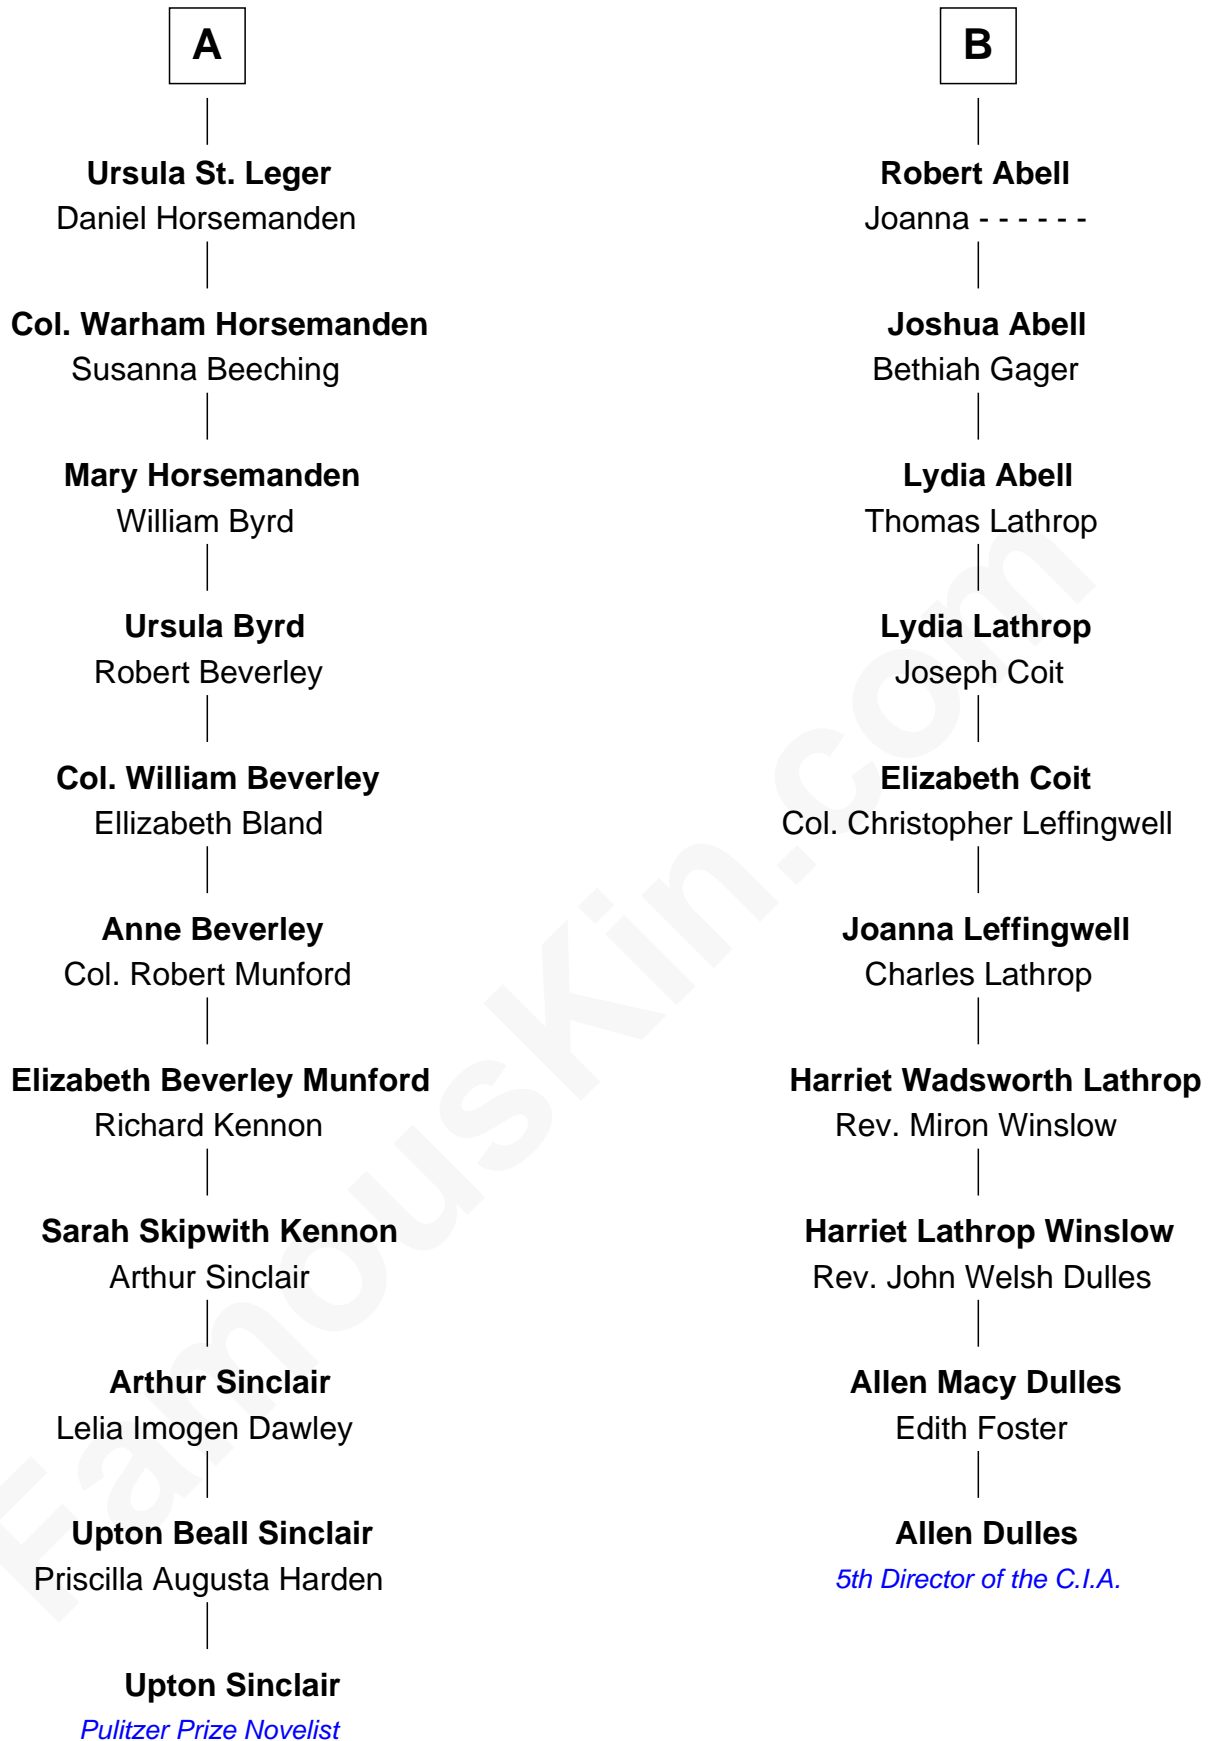 A
Ursula St. Leger
Daniel Horsemanden
Col. Warham Horsemanden
Susanna Beeching
Mary Horsemanden
William Byrd
Ursula Byrd
Robert Beverley
Col. William Beverley
Ellizabeth Bland
Anne Beverley
Col. Robert Munford
Elizabeth Beverley Munford
Richard Kennon
Sarah Skipwith Kennon
Arthur Sinclair
Arthur Sinclair
Lelia Imogen Dawley
Upton Beall Sinclair
Priscilla Augusta Harden
Upton Sinclair
Pulitzer Prize Novelist
B
Robert Abell
Joanna - - - - - -
Joshua Abell
Bethiah Gager
Lydia Abell
Thomas Lathrop
Lydia Lathrop
Joseph Coit
Elizabeth Coit
Col. Christopher Leffingwell
Joanna Leffingwell
Charles Lathrop
Harriet Wadsworth Lathrop
Rev. Miron Winslow
Harriet Lathrop Winslow
Rev. John Welsh Dulles
Allen Macy Dulles
Edith Foster
Allen Dulles
5th Director of the C.I.A.
FamousKin.com